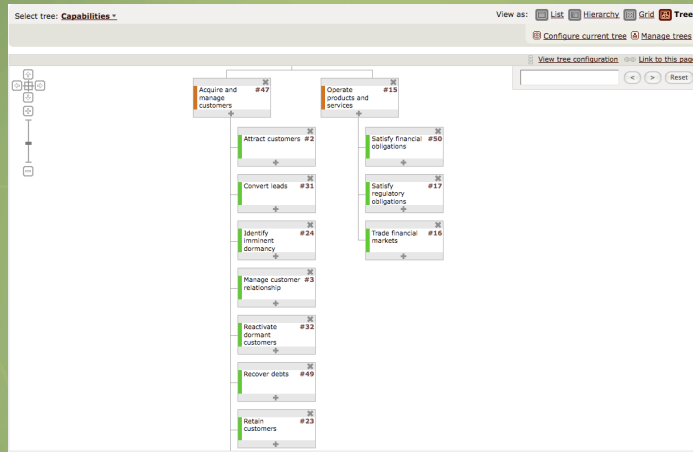 Select tree: Capabilities
View as: List Hierarchy Grid Tree
Configure current tree Manage trees
View tree configuration Link to this page
< > Reset
Acquire and #47
manage
customers
Operate #15
products and
services
Attract customers #2
Convert leads #31
Identify #24
imminent
dormancy
Manage customer #3
relationship
Reactivate #32
dormant
customers
Recover debts #49
Retain #23
customers
Satisfy financial #50
obligations
Satisfy #17
regulatory
obligations
Trade financial #16
markets